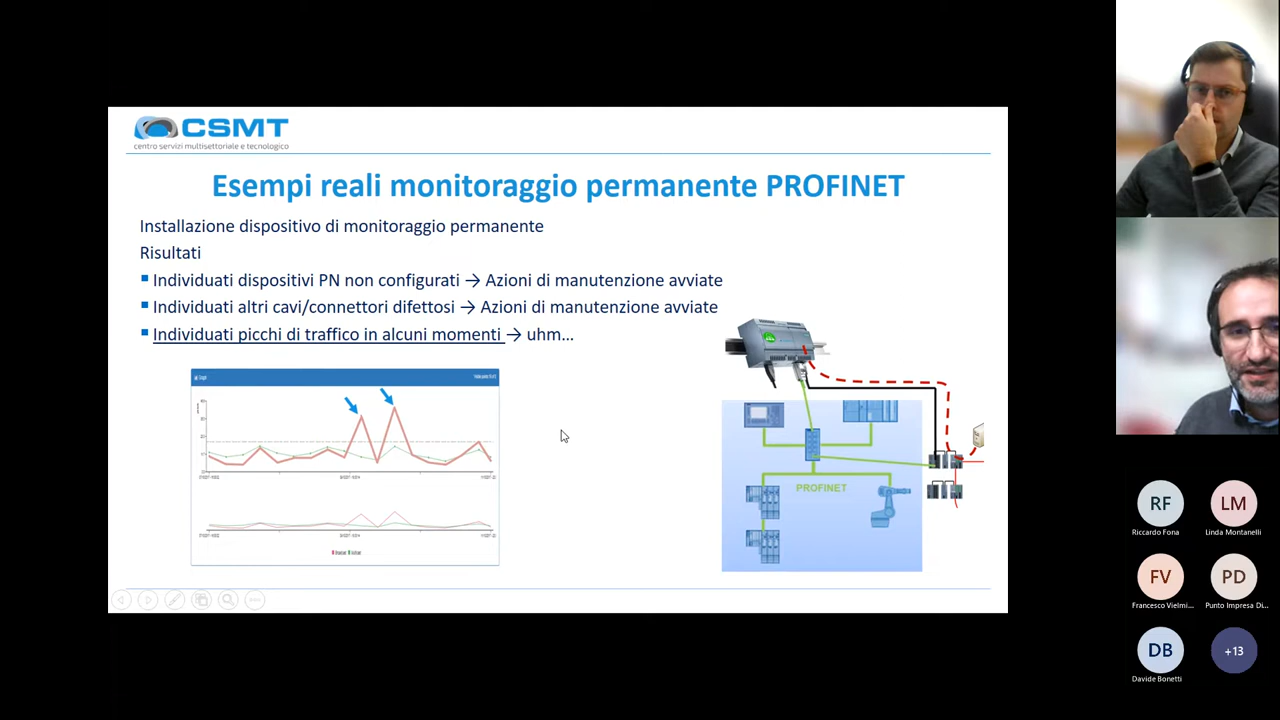 CSMT
centro servizi multisettoriale e tecnologico
Esempi reali monitoraggio permanente PROFINET
Installazione dispositivo di monitoraggio permanente
Risultati
Individuati dispositivi PN non configurati → Azioni di manutenzione avviate
Individuati altri cavi/connettori difettosi → Azioni di manutenzione avviate
Individuati picchi di traffico in alcuni momenti → uhm...
PROFINET
RF
Riccardo Fona
LM
Linda Montanelli
FV
Francesco Vielmi...
PD
Punto Impresa Di...
DB
Davide Bonetti
+13